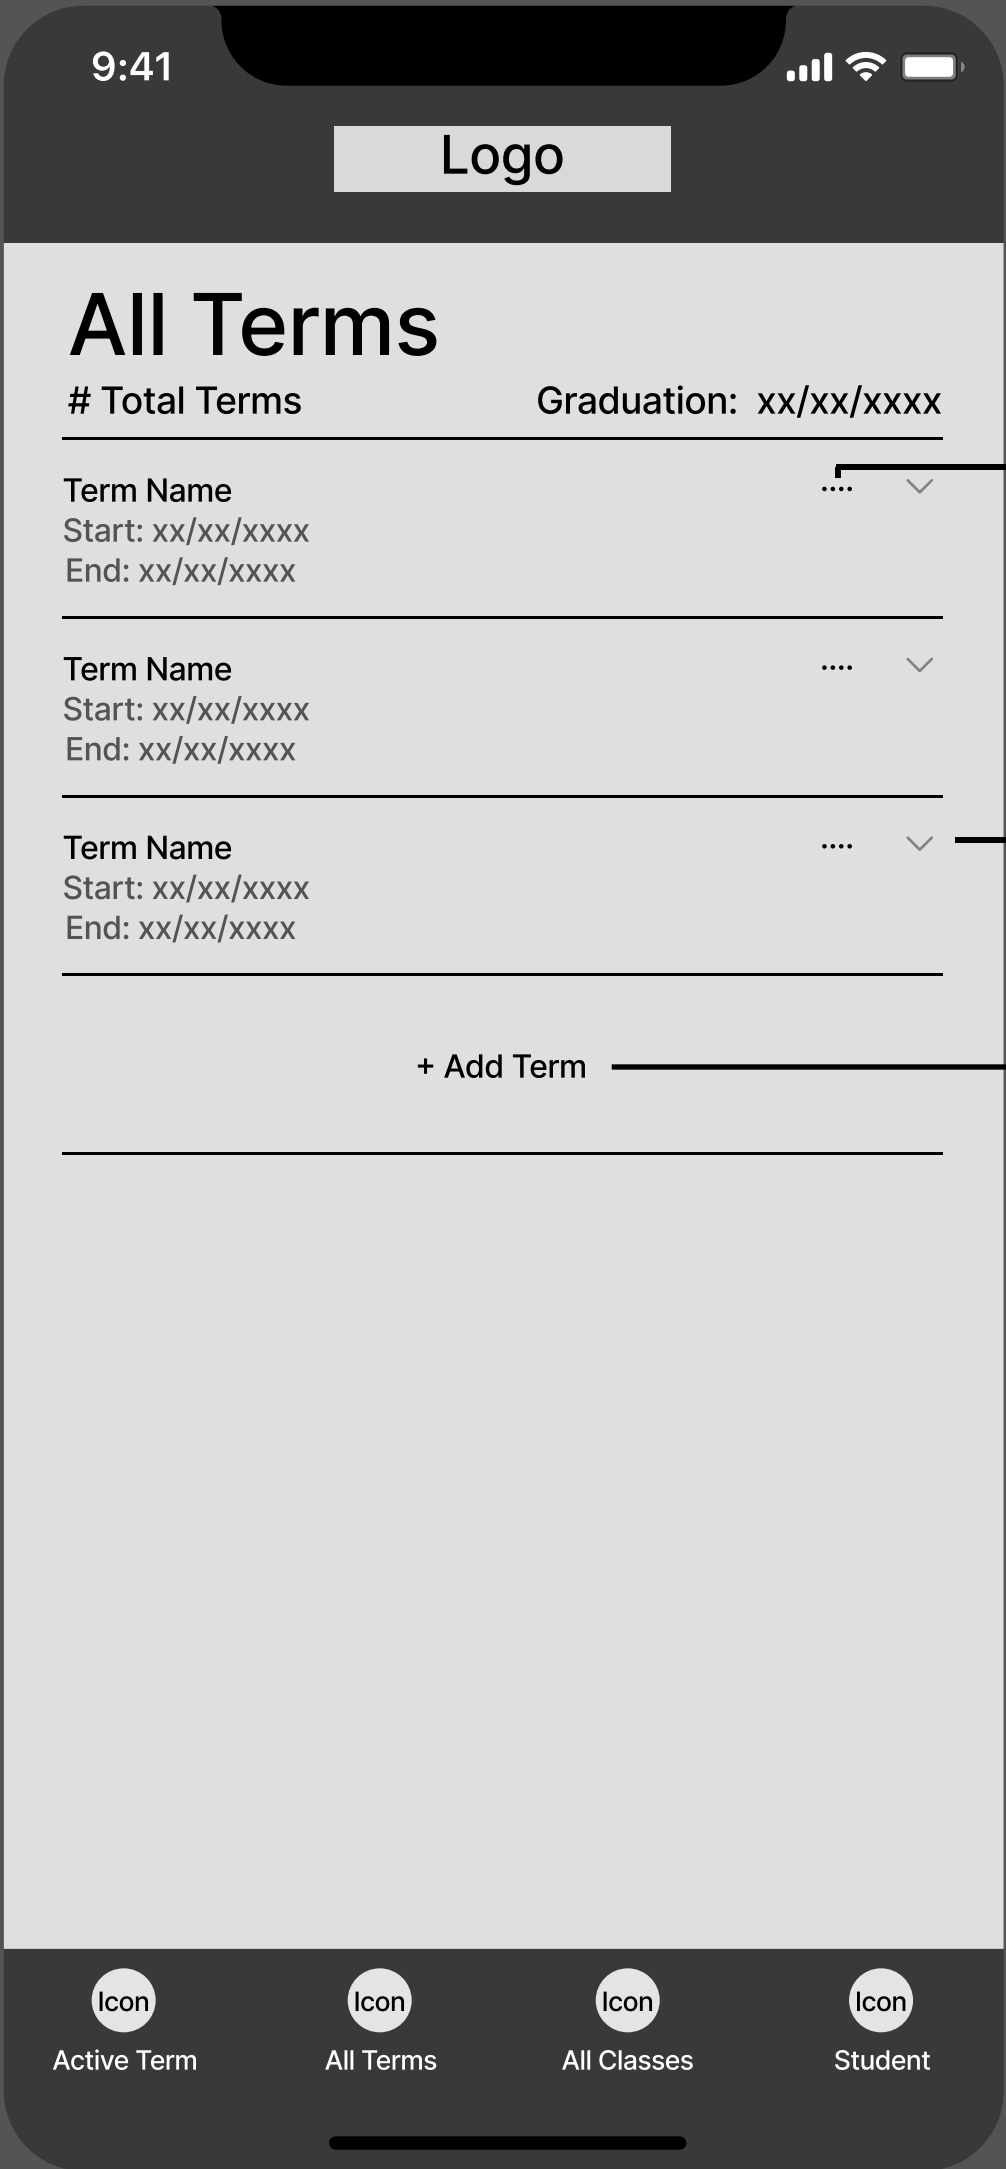 9:41
Logo
All Terms
# Total Terms Graduation: xx/xx/xxxx
Term Name ....
Start: xx/xx/xxxx
End: xx/xx/xxxx
Term Name ....
Start: xx/xx/xxxx
End: xx/xx/xxxx
Term Name ....
Start: xx/xx/xxxx
End: xx/xx/xxxx
+ Add Term
Icon Icon Icon Icon
Active Term All Terms All Classes Student